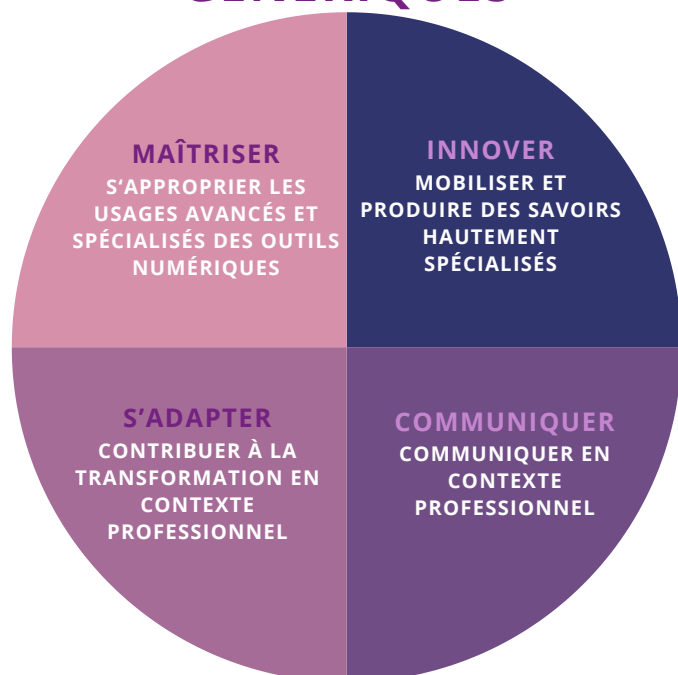 GÉNÉRIQUES
MAÎTRISER
S'APPROPRIER LES
USAGES AVANCÉS ET
SPÉCIALISÉS DES OUTILS
NUMÉRIQUES
INNOVER
MOBILISER ET
PRODUIRE DES SAVOIRS
HAUTEMENT
SPÉCIALISÉS
S'ADAPTER
CONTRIBUER À LA
TRANSFORMATION EN
CONTEXTE
PROFESSIONNEL
COMMUNIQUER
COMMUNIQUER EN
CONTEXTE
PROFESSIONNEL